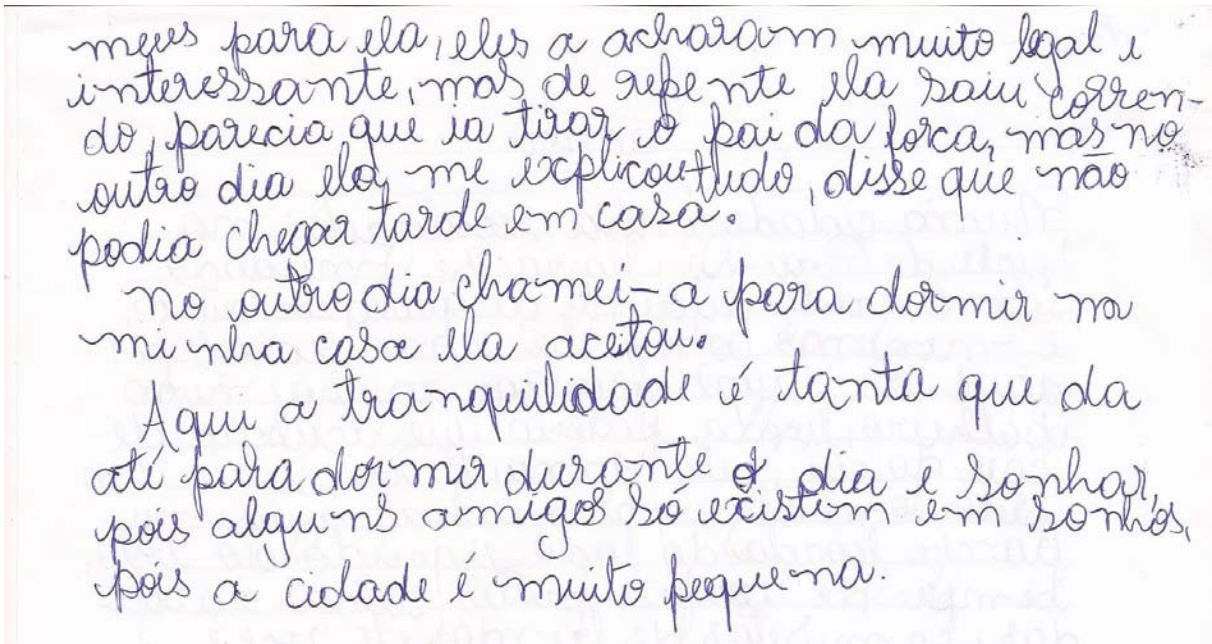 meus para ela, eles a acharam muito legal e
interessante, mas de repente ela saiu corren-
do, parecia que ia tirar o pai da forca, mas no
outro dia ela me explicou tudo, disse que não
podia chegar tarde em casa.
no outro dia chamei-a para dormir na
minha casa ela aceitou.
Aqui a tranquilidade é tanta que da
até para dormir durante o dia e sonhar,
pois alguns amigos só existem em sonhos,
pois a cidade é muito pequena.